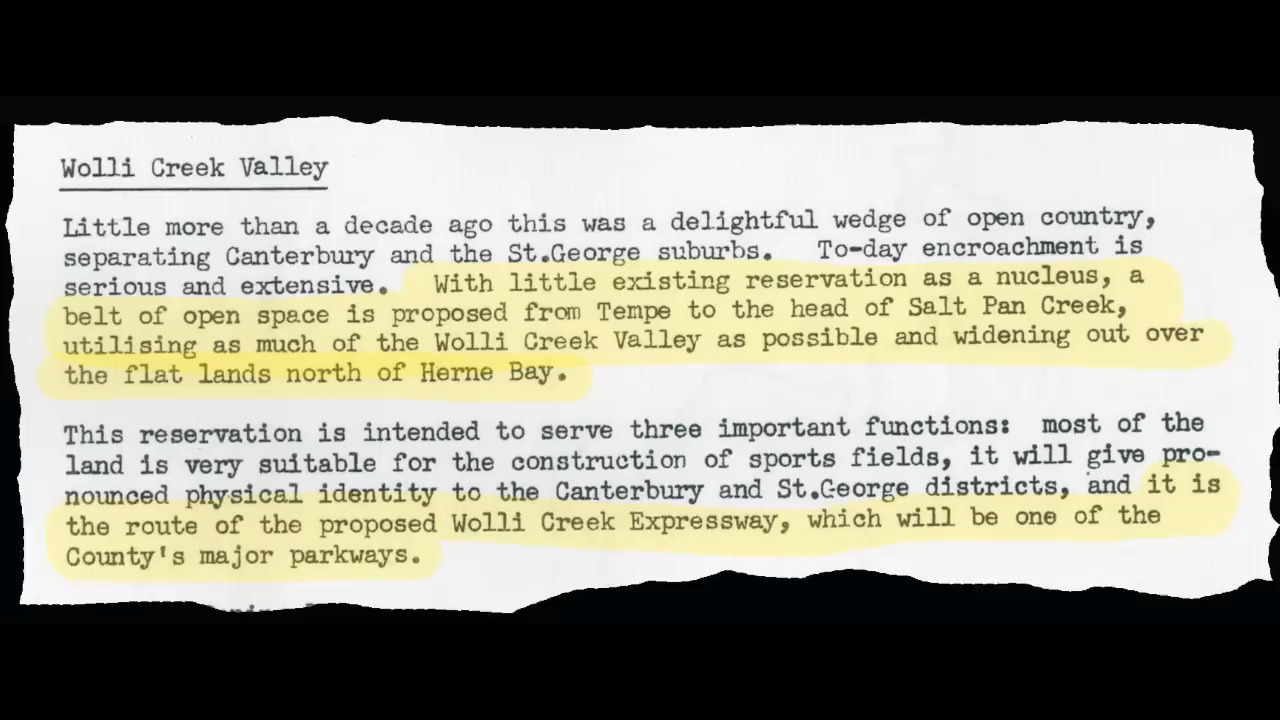 Wolli Creek Valley
Little more than a decade ago this was a delightful wedge of open country,
separating Canterbury and the St.George suburbs. To-day encroachment is
serious and extensive. With little existing reservation as a nucleus, a
belt of open space is proposed from Tempe to the head of Salt Pan Creek,
utilising as much of the Wolli Creek Valley as possible and widening out over
the flat lands north of Herne Bay.
This reservation is intended to serve three important functions: most of the
land is very suitable for the construction of sports fields, it will give pro-
nounced physical identity to the Canterbury and St.George districts, and it is
the route of the proposed Wolli Creek Expressway, which will be one of the
County's major parkways.